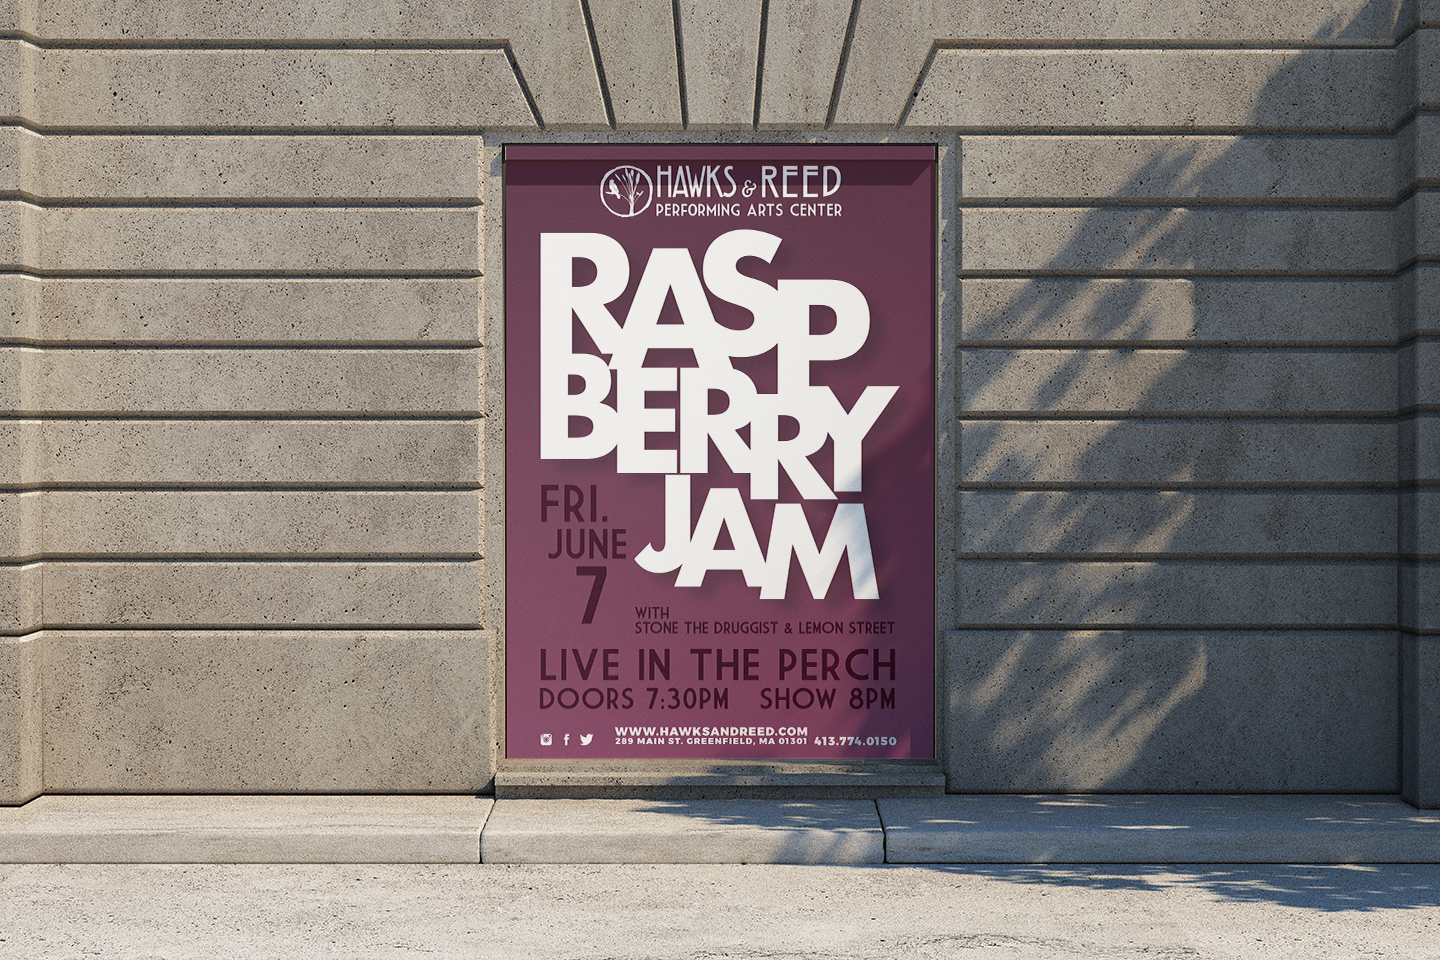 HAWKS & REED
PERFORMING ARTS CENTER
RASP
BERRY
JAM
FRI.
JUNE
7
WITH
STONE THE DRUGGIST & LEMON STREET
LIVE IN THE PERCH
DOORS 7:30PM SHOW 8PM
WWW.HAWKSANDREED.COM
289 MAIN ST. GREENFIELD, MA 01301 413.774.0150